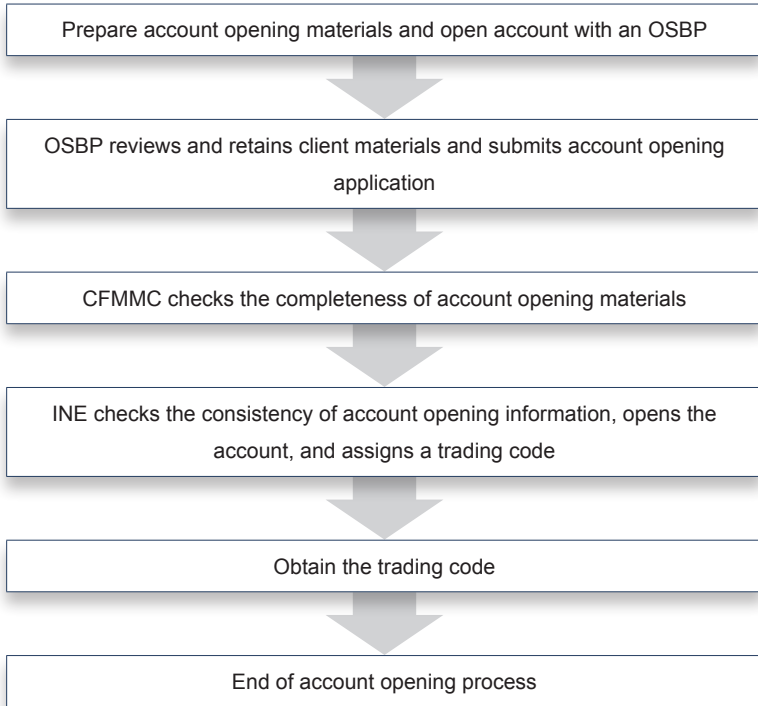 Prepare account opening materials and open account with an OSBP
OSBP reviews and retains client materials and submits account opening
application
CFMMC checks the completeness of account opening materials
INE checks the consistency of account opening information, opens the
account, and assigns a trading code
Obtain the trading code
End of account opening process